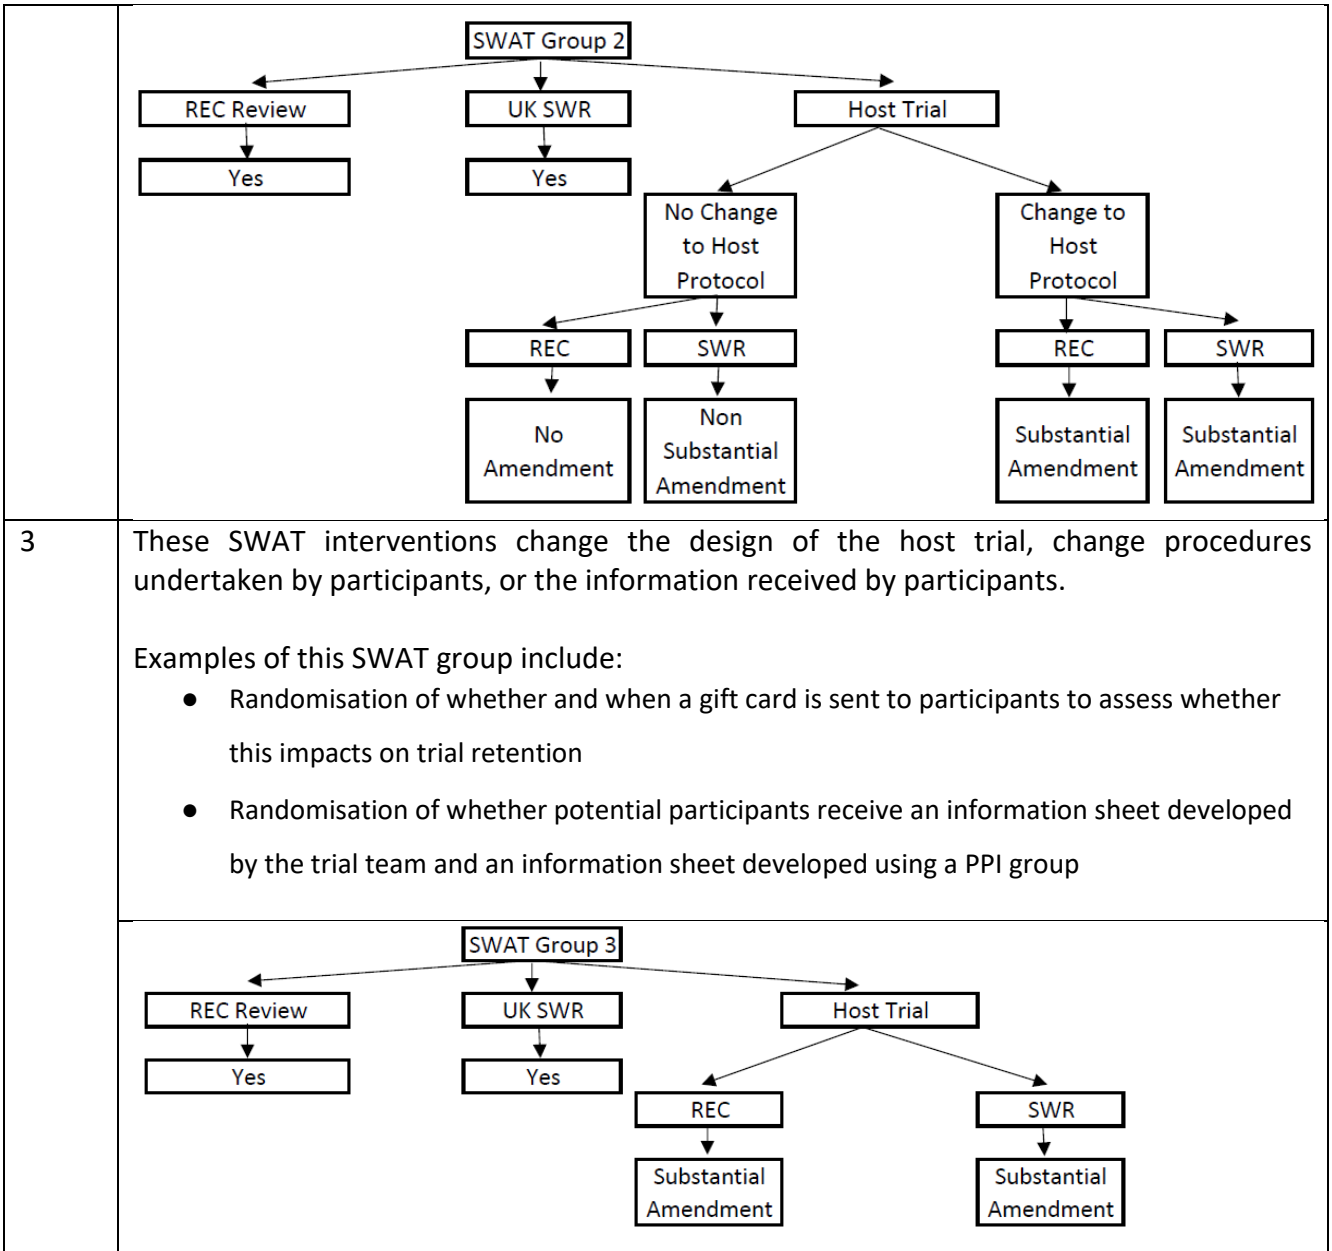 SWAT Group 2
REC Review
UK SWR
Host Trial
Yes
Yes
No Change
to Host
Protocol
Change to
Host
Protocol
REC
SWR
REC
SWR
No
Amendment
Non
Substantial
Amendment
Substantial
Amendment
Substantial
Amendment
3
These SWAT interventions change the design of the host trial, change procedures
undertaken by participants, or the information received by participants.
Examples of this SWAT group include:
● Randomisation of whether and when a gift card is sent to participants to assess whether
this impacts on trial retention
● Randomisation of whether potential participants receive an information sheet developed
by the trial team and an information sheet developed using a PPI group
SWAT Group 3
REC Review
UK SWR
Host Trial
Yes
Yes
REC
SWR
Substantial
Amendment
Substantial
Amendment